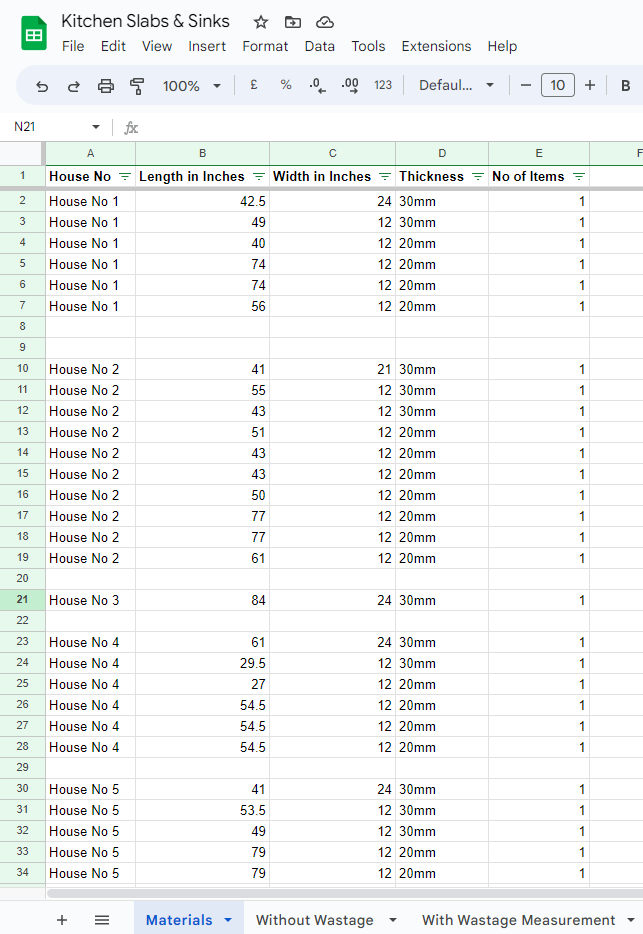 Kitchen Slabs & Sinks
File Edit View Insert Format Data Tools Extensions Help
100% £ % .0 .00 123 Defaul... − 10 + B
N21 fx
A B C D E F
1 House No Length in Inches Width in Inches Thickness No of Items
2 House No 1 42.5 24 30mm 1
3 House No 1 49 12 30mm 1
4 House No 1 40 12 20mm 1
5 House No 1 74 12 20mm 1
6 House No 1 74 12 20mm 1
7 House No 1 56 12 20mm 1
8
9
10 House No 2 41 21 30mm 1
11 House No 2 55 12 30mm 1
12 House No 2 43 12 30mm 1
13 House No 2 51 12 20mm 1
14 House No 2 43 12 20mm 1
15 House No 2 43 12 20mm 1
16 House No 2 50 12 20mm 1
17 House No 2 77 12 20mm 1
18 House No 2 77 12 20mm 1
19 House No 2 61 12 20mm 1
20
21 House No 3 84 24 30mm 1
22
23 House No 4 61 24 30mm 1
24 House No 4 29.5 12 30mm 1
25 House No 4 27 12 20mm 1
26 House No 4 54.5 12 20mm 1
27 House No 4 54.5 12 20mm 1
28 House No 4 54.5 12 20mm 1
29
30 House No 5 41 24 30mm 1
31 House No 5 53.5 12 30mm 1
32 House No 5 49 12 30mm 1
33 House No 5 79 12 20mm 1
34 House No 5 79 12 20mm 1
+ Materials Without Wastage With Wastage Measurement